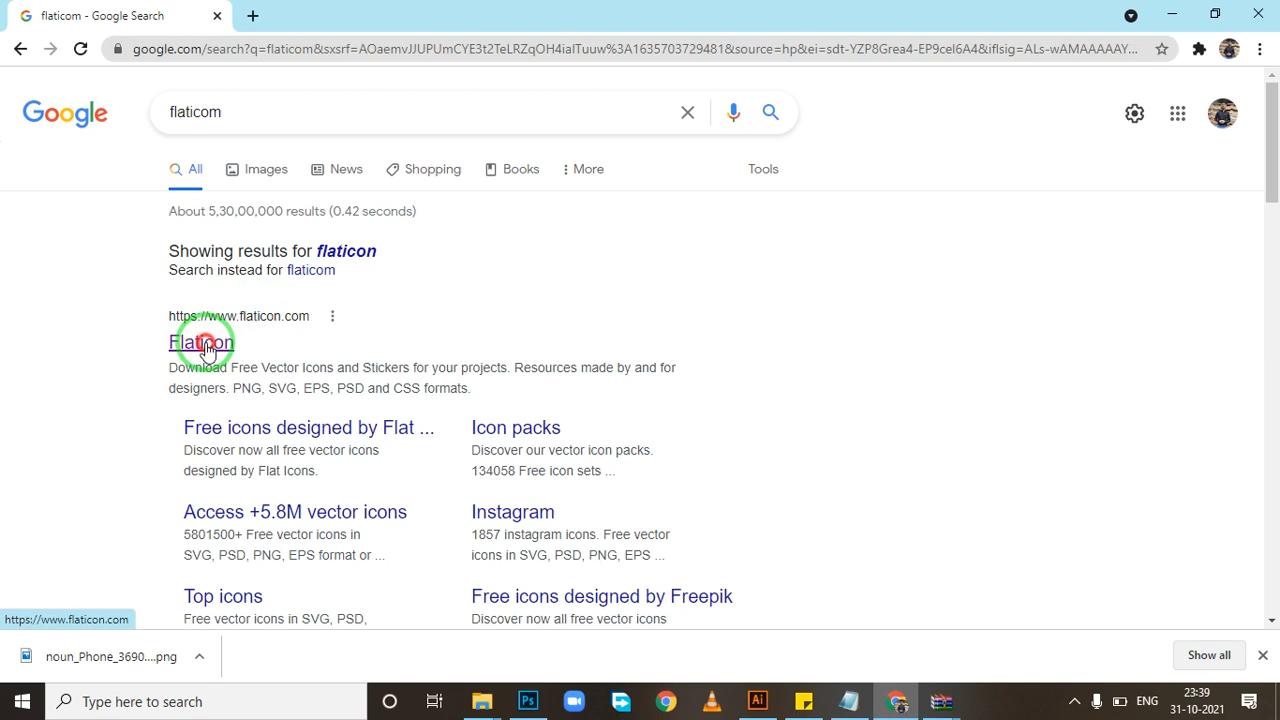 flaticom - Google Search
google.com/search?q=flaticom&sxsrf=AOaemvJJUPUmCYE3t2TeLRZqOH4ialTuuw%3A1635703729481&source=hp&ei=sdt-YZP8Grea4-EP9cel6A4&iflsig=ALs-wAMAAAAAY...
Google
flaticom
All
Images
News
Shopping
Books
More
Tools
About 5,30,00,000 results (0.42 seconds)
Showing results for flaticon
Search instead for flaticom
https://www.flaticon.com
Flaticon
Download Free Vector Icons and Stickers for your projects. Resources made by and for
designers. PNG, SVG, EPS, PSD and CSS formats.
Free icons designed by Flat ...
Icon packs
Discover now all free vector icons
designed by Flat Icons.
Discover our vector icon packs.
134058 Free icon sets ...
Access +5.8M vector icons
Instagram
5801500+ Free vector icons in
SVG, PSD, PNG, EPS format or ...
1857 instagram icons. Free vector
icons in SVG, PSD, PNG, EPS ...
Top icons
Free icons designed by Freepik
Free vector icons in SVG, PSD,
Discover now all free vector icons
https://www.flaticon.com
noun_Phone_3690....png
Show all
Type here to search
Ps
Ai
ENG
23:39
31-10-2021